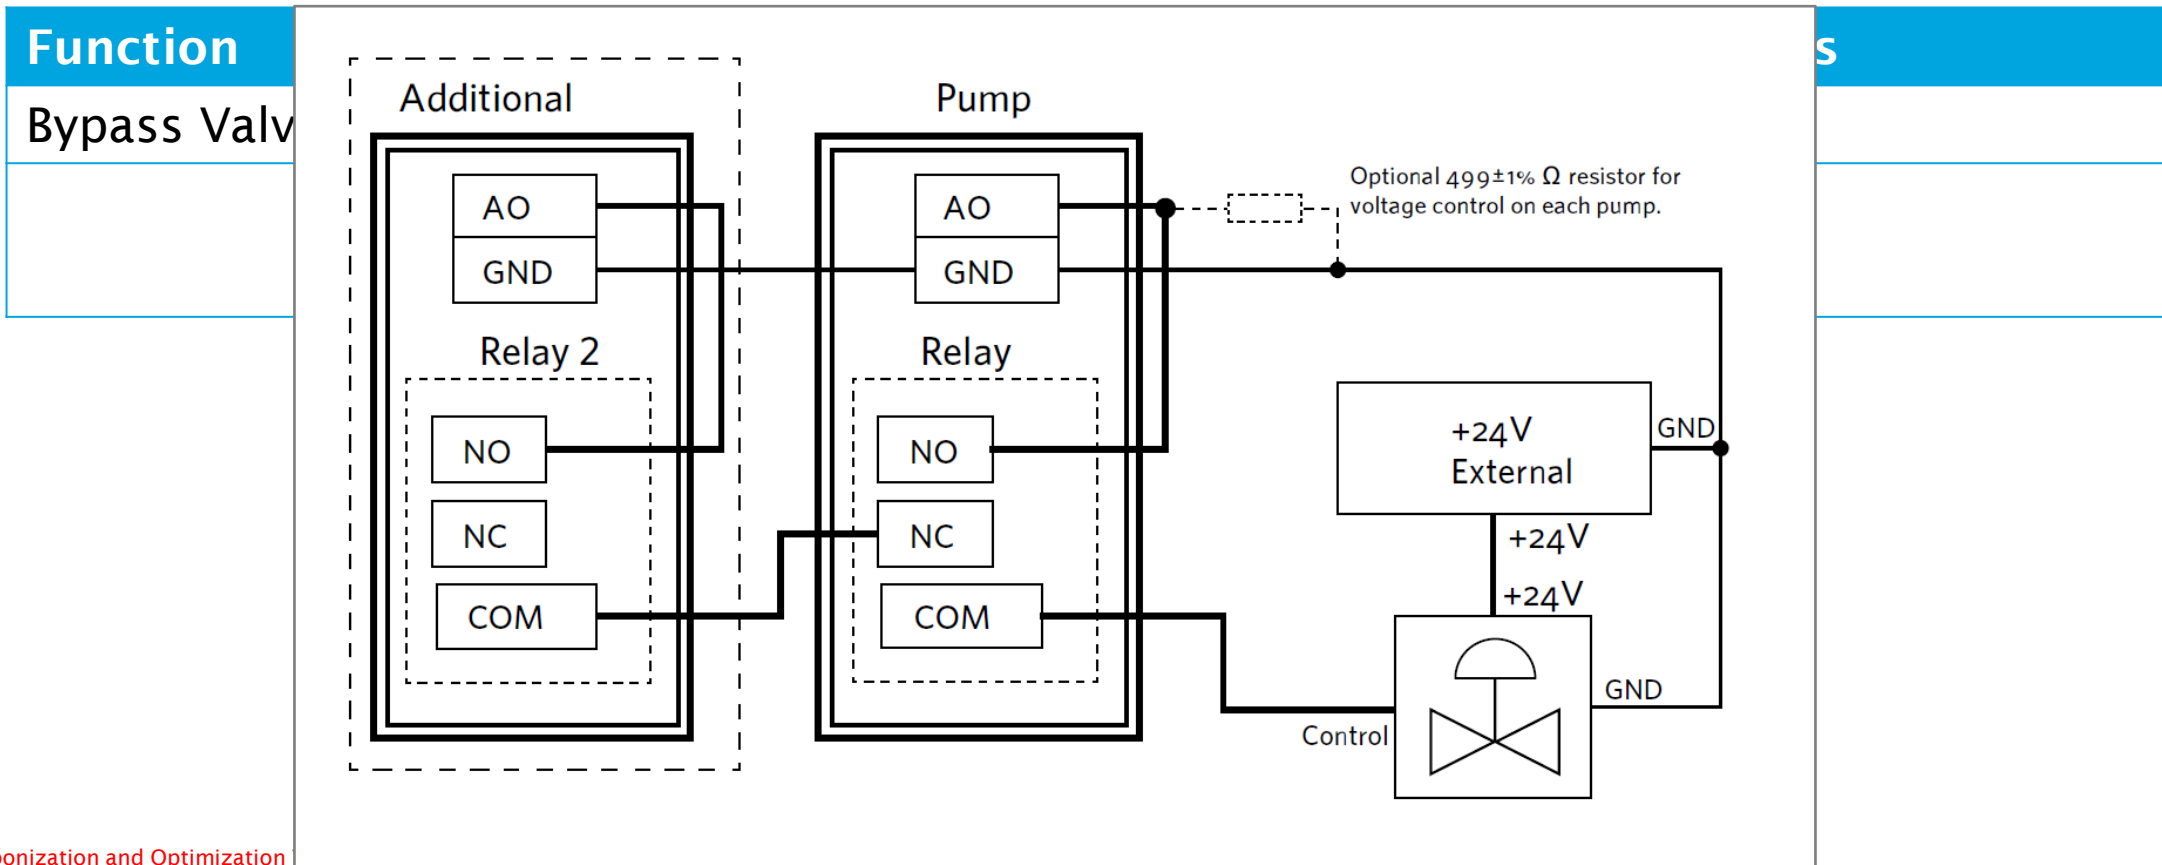 Function
s
Bypass Valv
Additional
Pump
AO
GND
AO
GND
Optional 499±1% Ω resistor for
voltage control on each pump.
Relay 2
Relay
NO
NC
COM
NO
NC
COM
+24V
External
GND
+24V
+24V
GND
Control
onization and Optimization